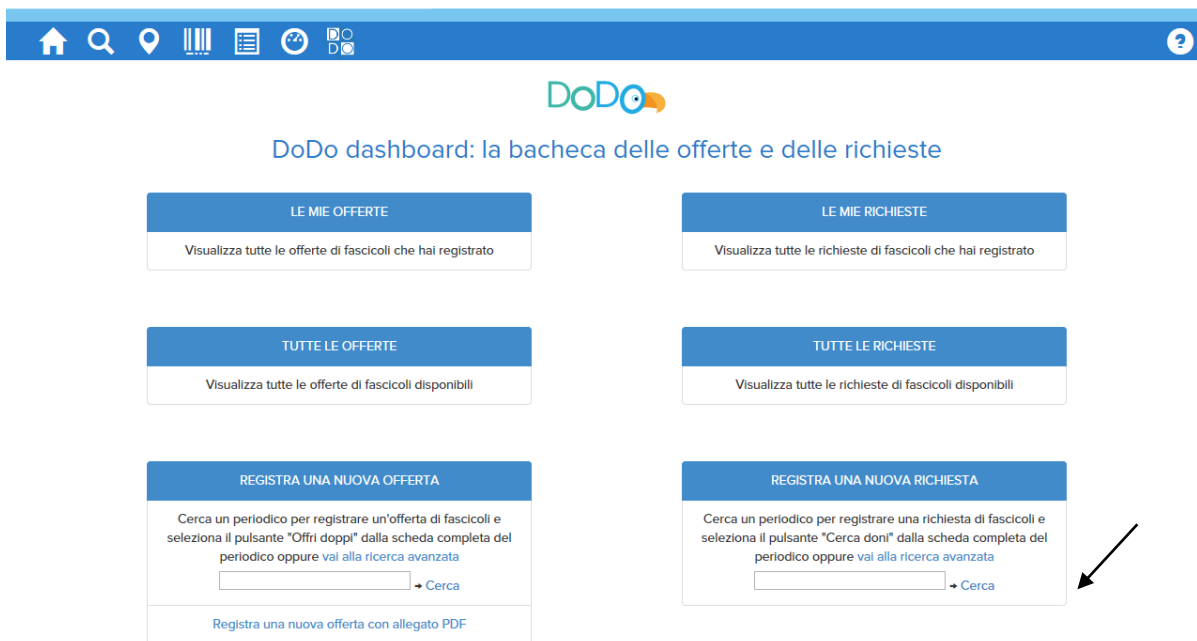 DO
DO
?
DoDo
DoDo dashboard: la bacheca delle offerte e delle richieste
LE MIE OFFERTE
Visualizza tutte le offerte di fascicoli che hai registrato
LE MIE RICHIESTE
Visualizza tutte le richieste di fascicoli che hai registrato
TUTTE LE OFFERTE
Visualizza tutte le offerte di fascicoli disponibili
TUTTE LE RICHIESTE
Visualizza tutte le richieste di fascicoli disponibili
REGISTRA UNA NUOVA OFFERTA
Cerca un periodico per registrare un'offerta di fascicoli e
seleziona il pulsante "Offri doppi" dalla scheda completa del
periodico oppure vai alla ricerca avanzata
→ Cerca
Registra una nuova offerta con allegato PDF
REGISTRA UNA NUOVA RICHIESTA
Cerca un periodico per registrare una richiesta di fascicoli e
seleziona il pulsante "Cerca doni" dalla scheda completa del
periodico oppure vai alla ricerca avanzata
→ Cerca